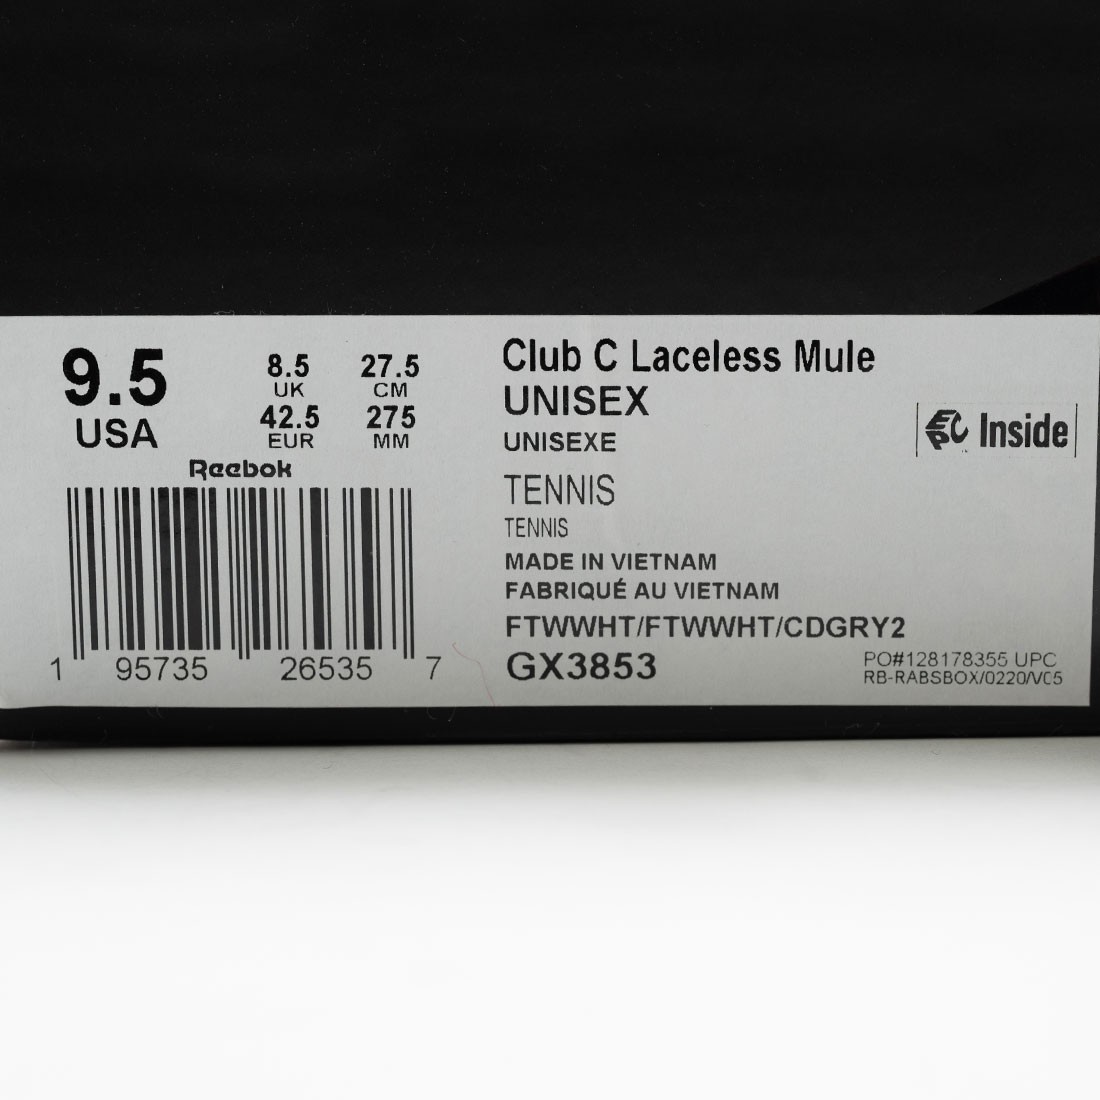 9.5
USA
8.5
UK
42.5
EUR
27.5
CM
275
MM
Reebok
1 95735 26535 7
Club C Laceless Mule
UNISEX
UNISEXE
TENNIS
TENNIS
MADE IN VIETNAM
FABRIQUÉ AU VIETNAM
FTWWHT/FTWWHT/CDGRY2
GX3853
EPC Inside
PO#128178355 UPC
RB-RABSBOX/0220/V05